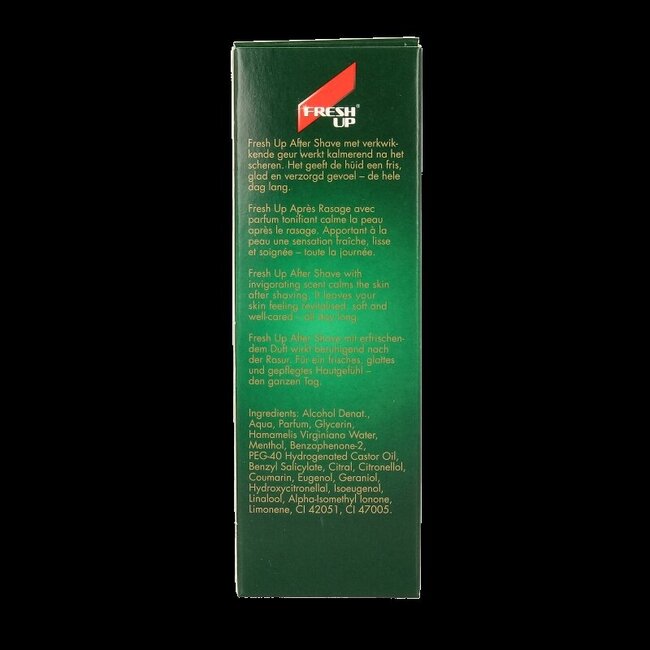 FRESH®
UP
Fresh Up After Shave met verkwik-
kende geur werkt kalmerend na het
scheren. Het geeft de hüid een fris,
glad en verzorgd gevoel – de hele
dag lang.
Fresh Up Après Rasage avec
parfum tonifiant calme la peau
après le rasage. Apportant à la
peau une sensation fraîche, lisse
et soignée – toute la journée.
Fresh Up After Shave with
invigorating scent calms the skin
after shaving. It leaves your
skin feeling revitalised, soft and
well-cared – all day long.
Fresh Up After Shave mit erfrischen-
dem Duft wirkt beruhigend nach
der Rasur. Für ein frisches, glattes
und gepflegtes Hautgefühl –
den ganzen Tag.
Ingredients: Alcohol Denat.,
Aqua, Parfum, Glycerin,
Hamamelis Virginiana Water,
Menthol, Benzophenone-2,
PEG-40 Hydrogenated Castor Oil,
Benzyl Salicylate, Citral, Citronellol,
Coumarin, Eugenol, Geraniol,
Hydroxycitronellal, Isoeugenol,
Linalool, Alpha-Isomethyl Ionone,
Limonene, CI 42051, CI 47005.